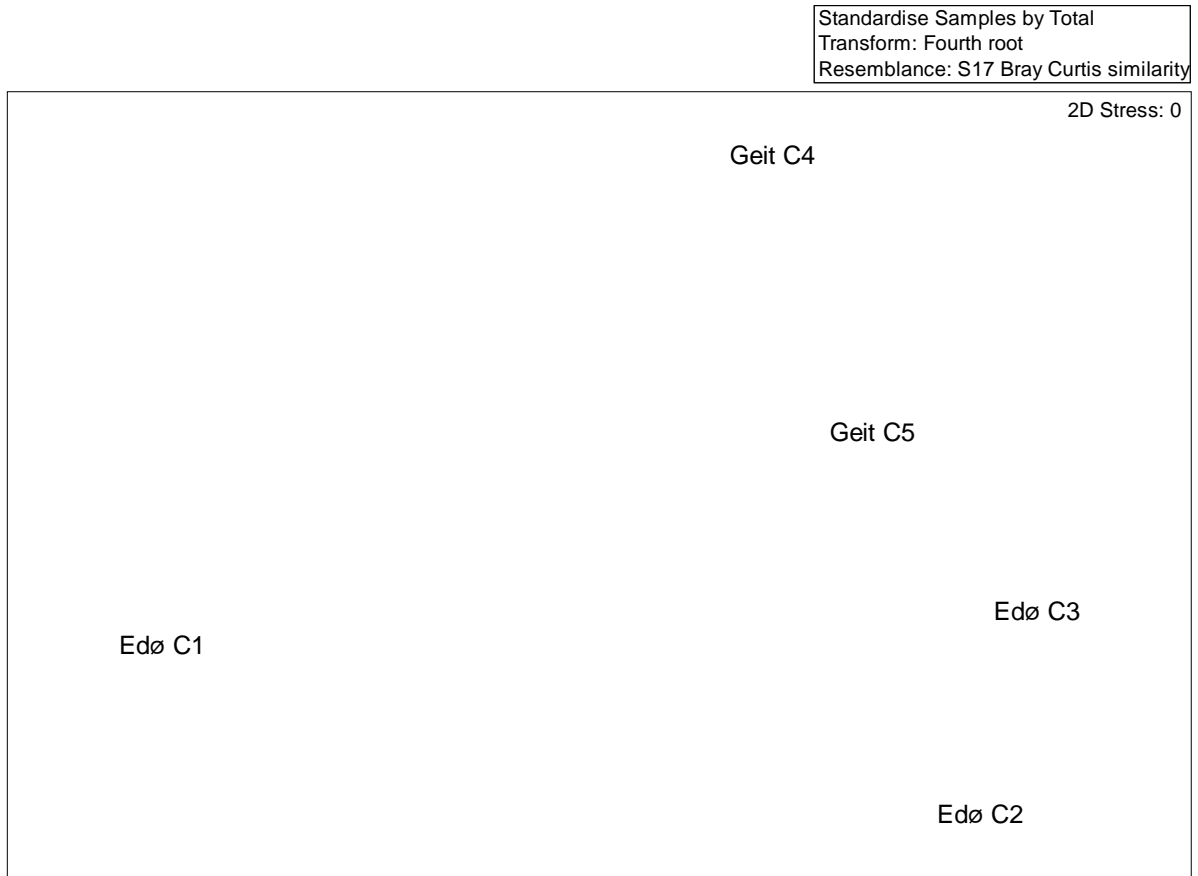 Standardise Samples by Total
Transform: Fourth root
Resemblance: S17 Bray Curtis similarity
2D Stress: 0
Geit C4
Geit C5
Edø C3
Edø C1
Edø C2